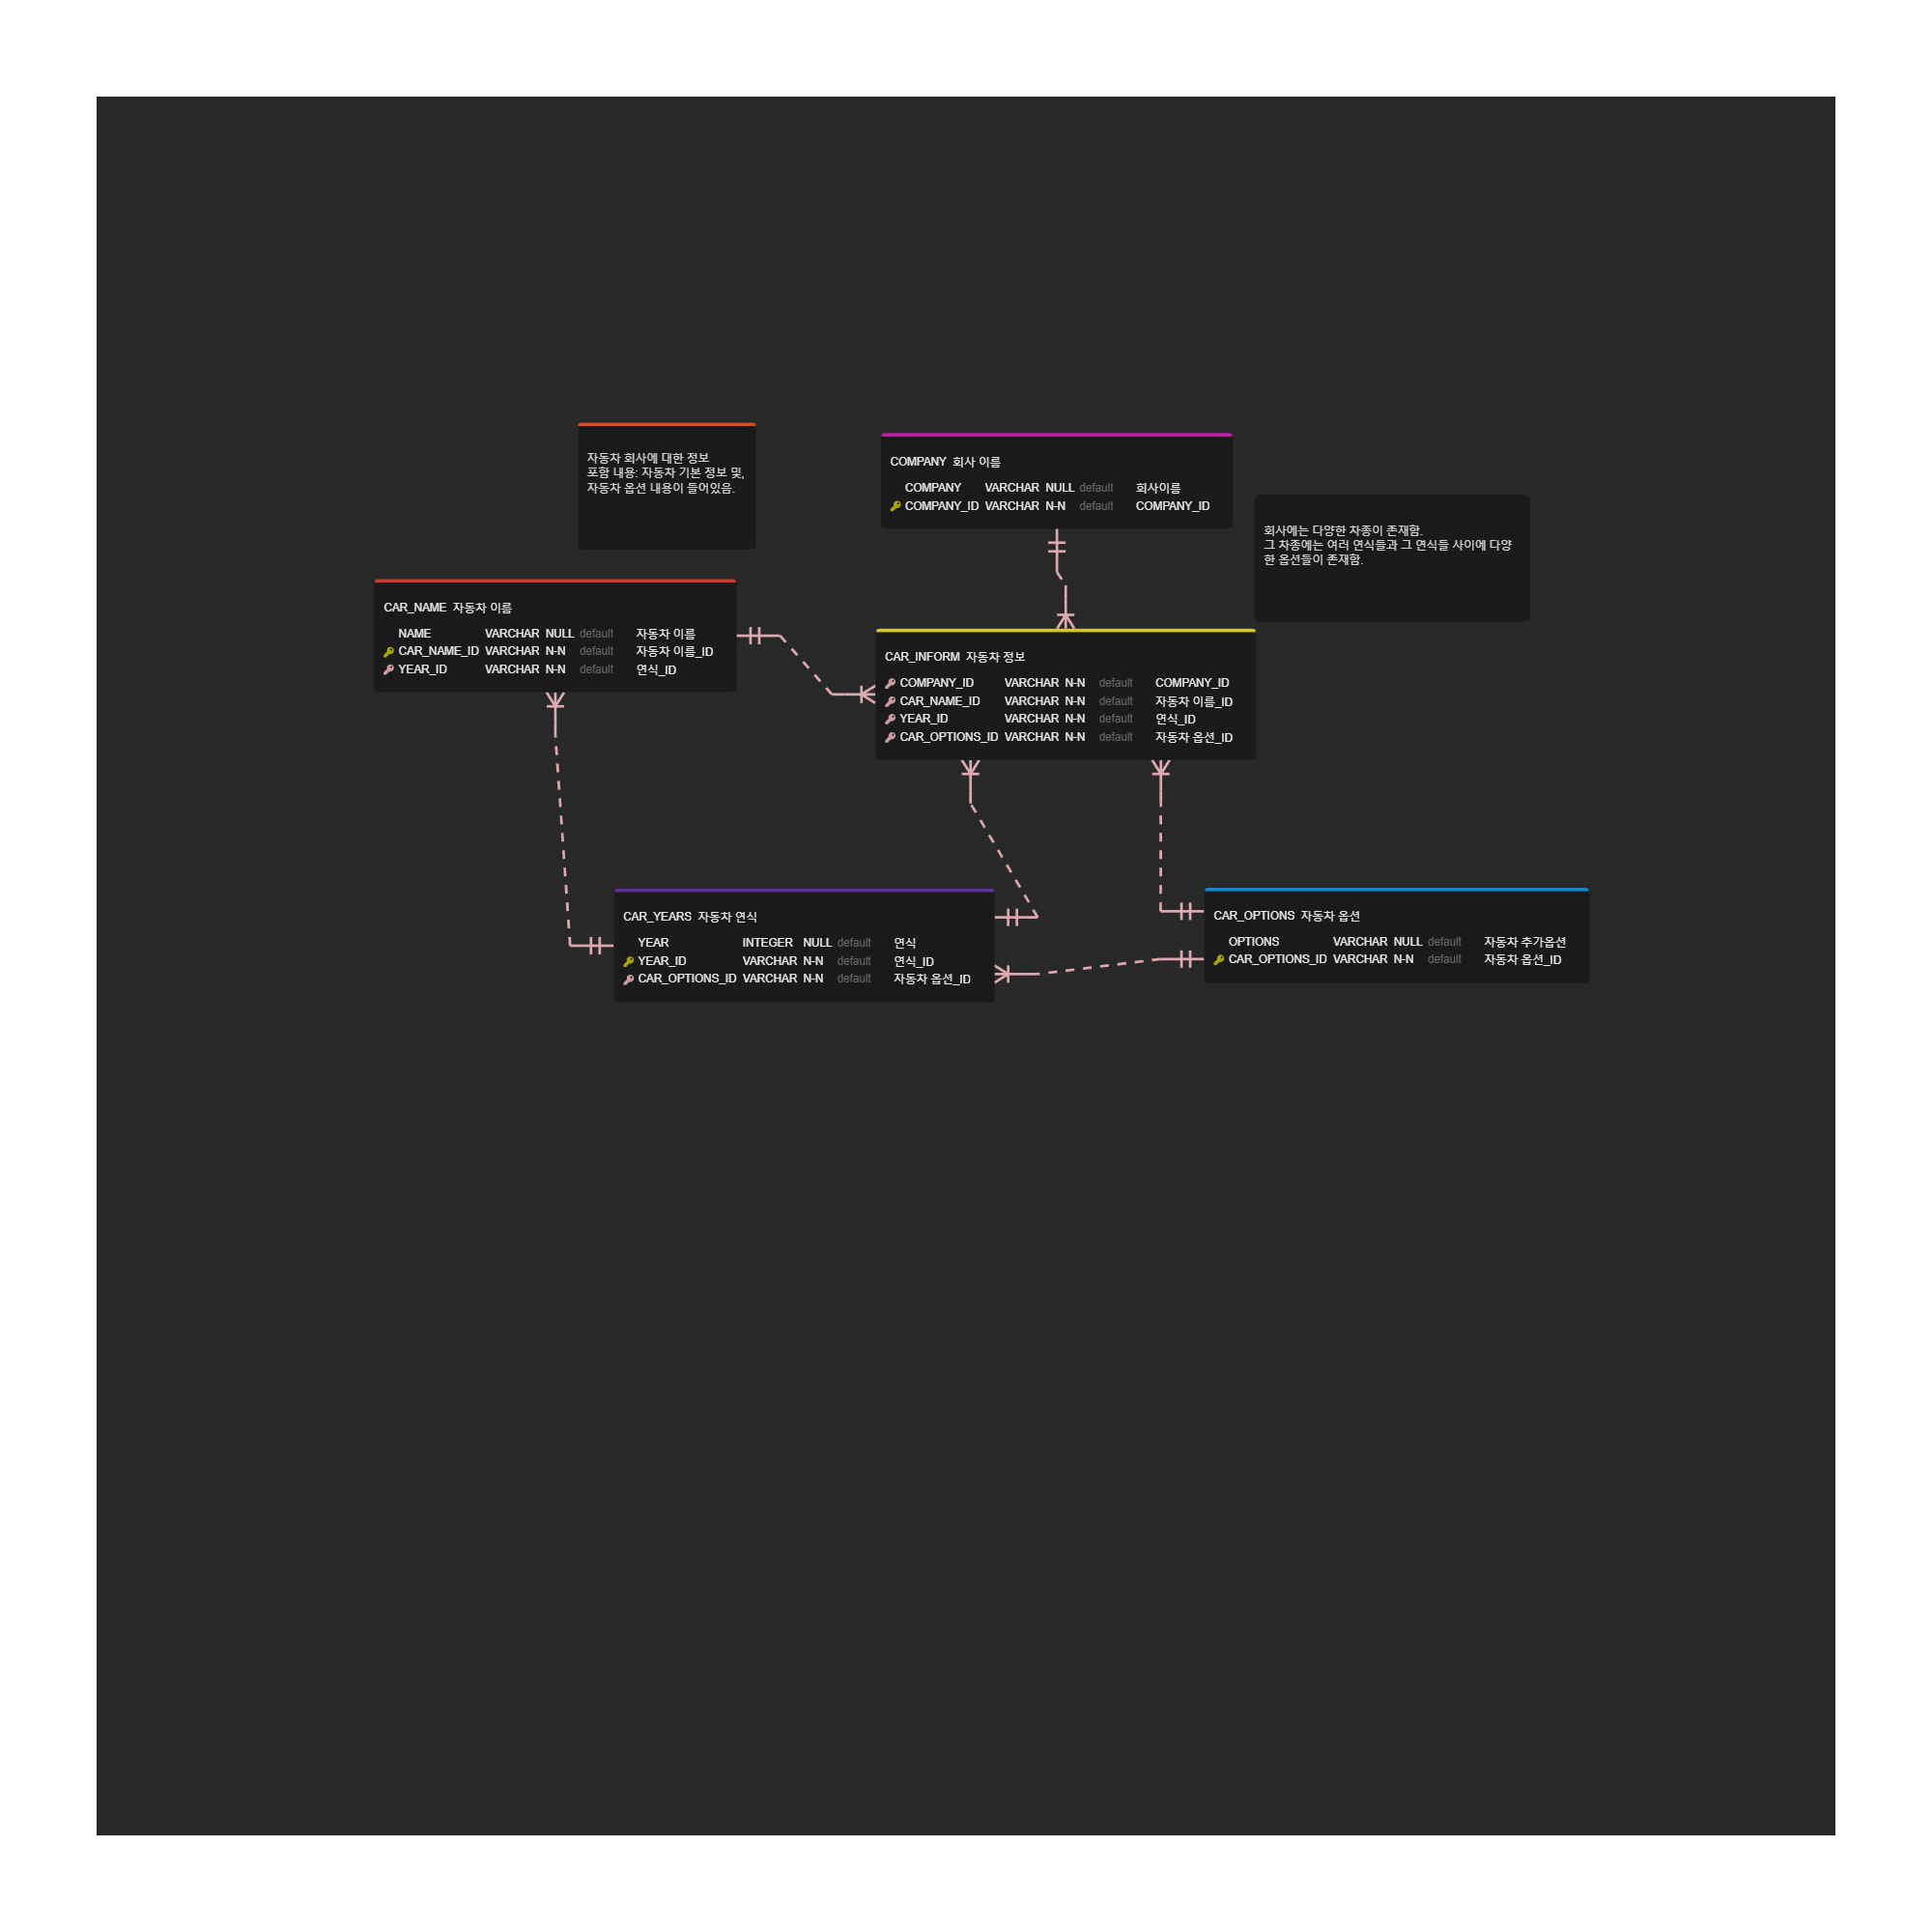 자동차 회사에 대한 정보
포함 내용: 자동차 기본 정보 및,
자동차 옵션 내용이 들어있음.
COMPANY 회사 이름
COMPANY VARCHAR NULL default 회사이름
COMPANY_ID VARCHAR N-N default COMPANY_ID
회사에는 다양한 차종이 존재함.
그 차종에는 여러 연식들과 그 연식들 사이에 다양
한 옵션들이 존재함.
CAR_NAME 자동차 이름
NAME VARCHAR NULL default 자동차 이름
CAR_NAME_ID VARCHAR N-N default 자동차 이름_ID
YEAR_ID VARCHAR N-N default 연식_ID
CAR_INFORM 자동차 정보
COMPANY_ID VARCHAR N-N default COMPANY_ID
CAR_NAME_ID VARCHAR N-N default 자동차 이름_ID
YEAR_ID VARCHAR N-N default 연식_ID
CAR_OPTIONS_ID VARCHAR N-N default 자동차 옵션_ID
CAR_YEARS 자동차 연식
YEAR INTEGER NULL default 연식
YEAR_ID VARCHAR N-N default 연식_ID
CAR_OPTIONS_ID VARCHAR N-N default 자동차 옵션_ID
CAR_OPTIONS 자동차 옵션
OPTIONS VARCHAR NULL default 자동차 추가옵션
CAR_OPTIONS_ID VARCHAR N-N default 자동차 옵션_ID